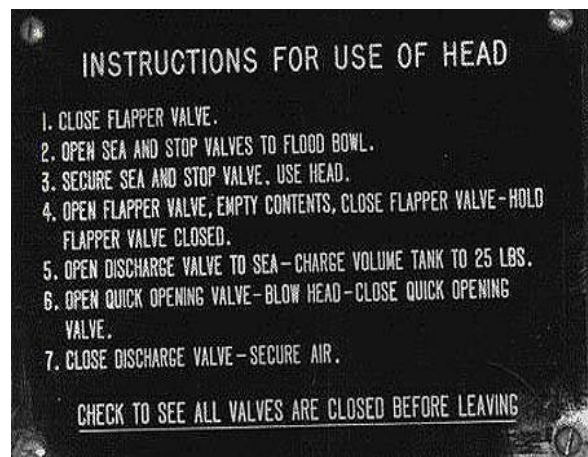 INSTRUCTIONS FOR USE OF HEAD
1. CLOSE FLAPPER VALVE.
2. OPEN SEA AND STOP VALVES TO FLOOD BOWL.
3. SECURE SEA AND STOP VALVE. USE HEAD.
4. OPEN FLAPPER VALVE, EMPTY CONTENTS, CLOSE FLAPPER VALVE-HOLD
FLAPPER VALVE CLOSED.
5. OPEN DISCHARGE VALVE TO SEA-CHARGE VOLUME TANK TO 25 LBS.
6. OPEN QUICK OPENING VALVE-BLOW HEAD-CLOSE QUICK OPENING
VALVE.
7. CLOSE DISCHARGE VALVE-SECURE AIR.
CHECK TO SEE ALL VALVES ARE CLOSED BEFORE LEAVING